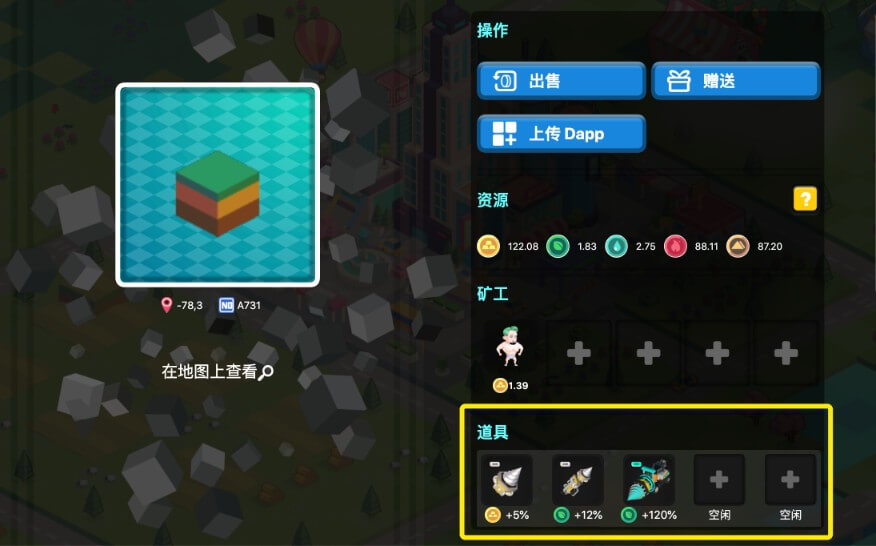 操作
出售
赠送
上传 Dapp
资源
?
122.08 1.83 2.75 88.11 87.20
-78,3 NO A731
矿工
在地图上查看
1.39
道具
+5% +12% +120% 空闲 空闲